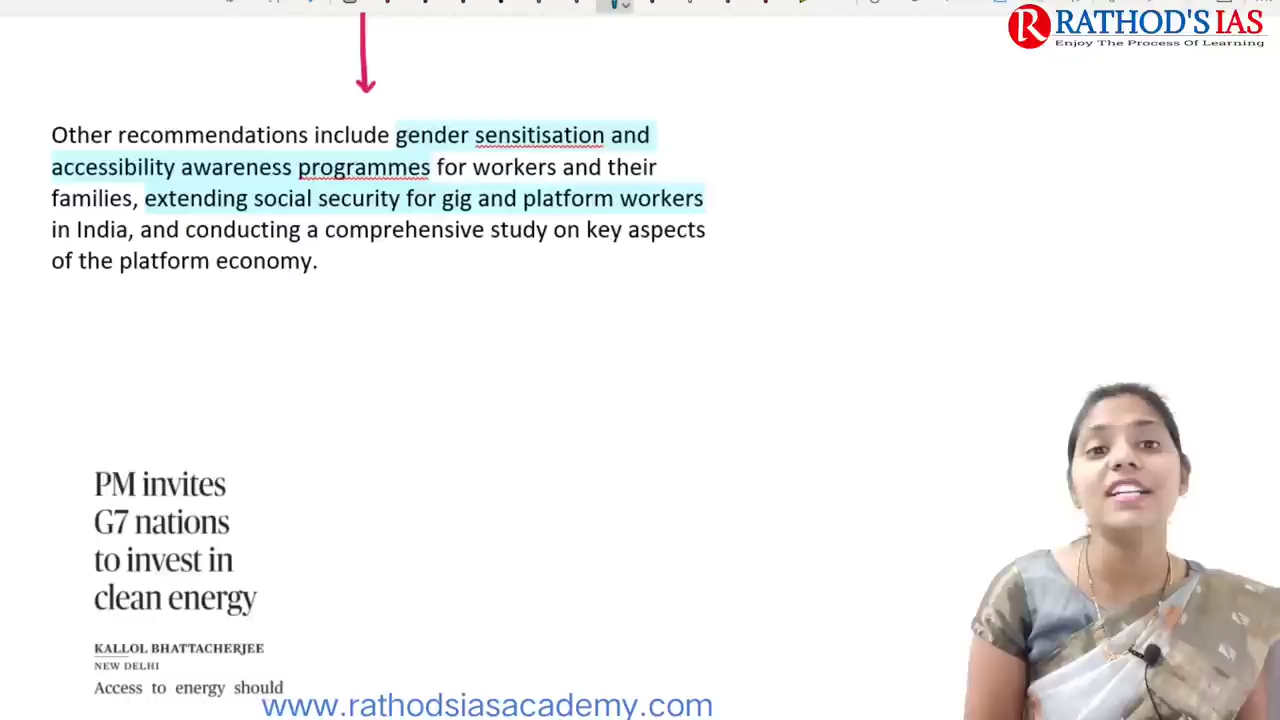 RATHOD'S IAS
Enjoy The Process Of Learning
Other recommendations include gender sensitisation and
accessibility awareness programmes for workers and their
families, extending social security for gig and platform workers
in India, and conducting a comprehensive study on key aspects
of the platform economy.
PM invites
G7 nations
to invest in
clean energy
KALLOL BHATTACHERJEE
NEW DELHI
Access to energy should
www.rathodsiasacademy.com